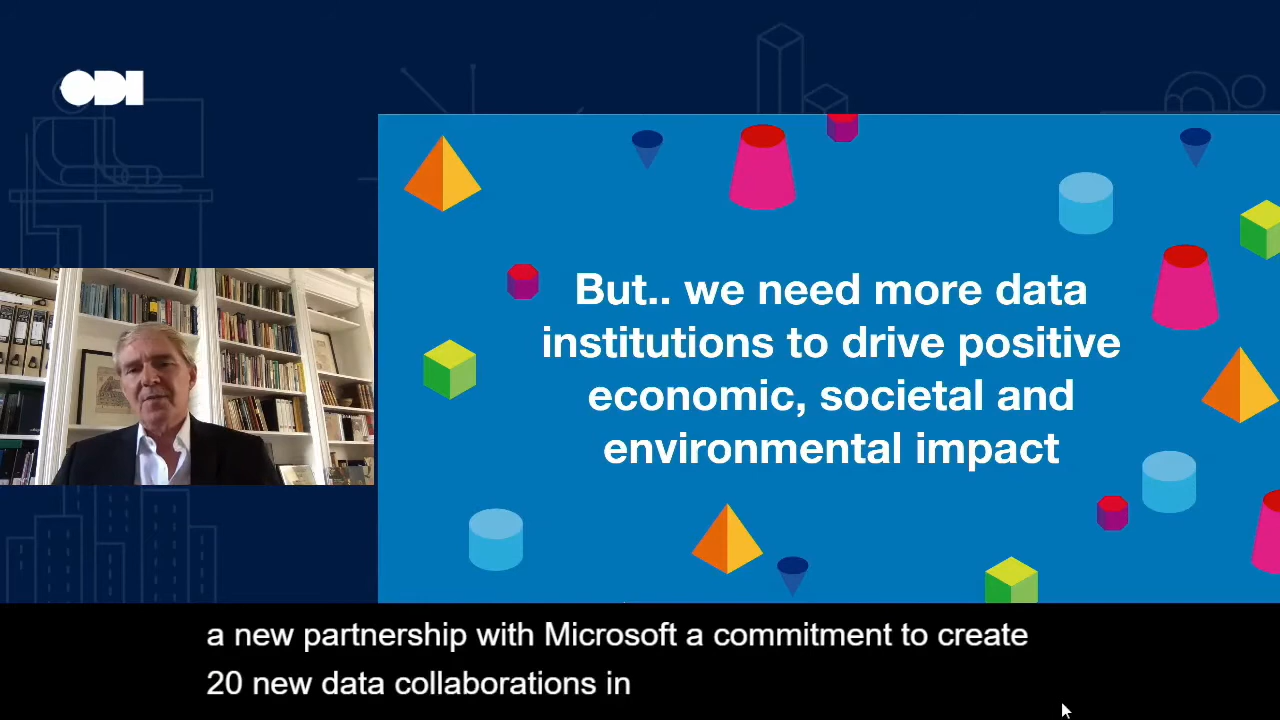 ODI
But.. we need more data
institutions to drive positive
economic, societal and
environmental impact
a new partnership with Microsoft a commitment to create
20 new data collaborations in